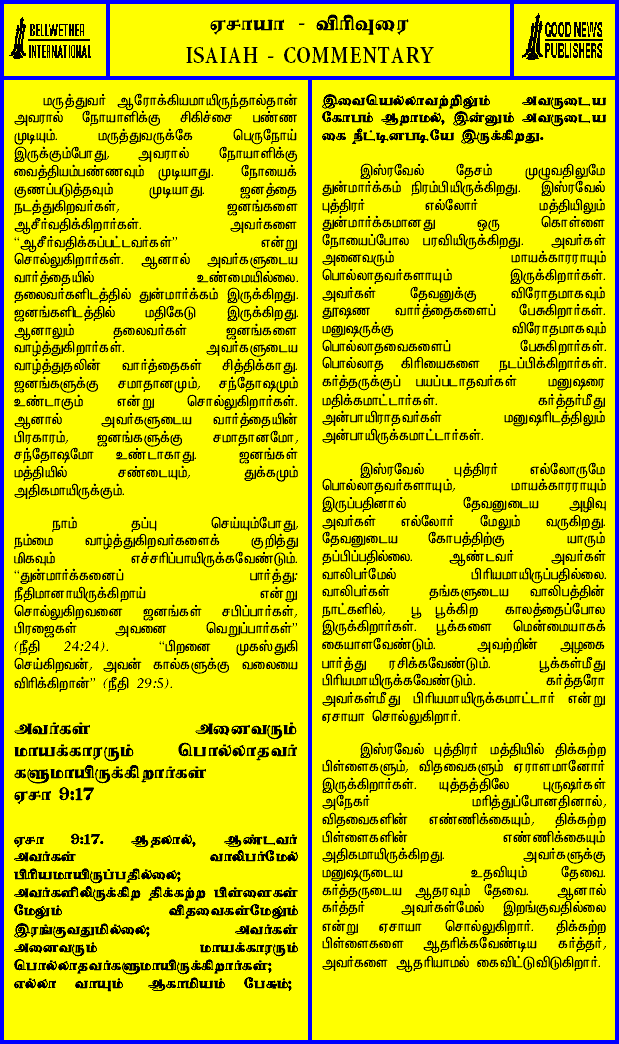 BELLWETHER
INTERNATIONAL
ஏசாயா - விரிவுரை
ISAIAH - COMMENTARY
GOOD NEWS
PUBLISHERS
மருத்துவர் ஆரோக்கியமாயிருந்தால்தான்
அவரால் நோயாளிக்கு சிகிச்சை பண்ண
முடியும். மருத்துவருக்கே பெருநோய்
இருக்கும்போது, அவரால் நோயாளிக்கு
வைத்தியம்பண்ணவும் முடியாது. நோயைக்
குணப்படுத்தவும் முடியாது. ஜனத்தை
நடத்துகிறவர்கள், ஜனங்களை
ஆசீர்வதிக்கிறார்கள். அவர்களை
“ஆசீர்வதிக்கப்பட்டவர்கள்” என்று
சொல்லுகிறார்கள். ஆனால் அவர்களுடைய
வார்த்தையில் உண்மையில்லை.
தலைவர்களிடத்தில் துன்மார்க்கம் இருக்கிறது.
ஜனங்களிடத்தில் மதிகேடு இருக்கிறது.
ஆனாலும் தலைவர்கள் ஜனங்களை
வாழ்த்துகிறார்கள். அவர்களுடைய
வாழ்த்துதலின் வார்த்தைகள் சித்திக்காது.
ஜனங்களுக்கு சமாதானமும், சந்தோஷமும்
உண்டாகும் என்று சொல்லுகிறார்கள்.
ஆனால் அவர்களுடைய வார்த்தையின்
பிரகாரம், ஜனங்களுக்கு சமாதானமோ,
சந்தோஷமோ உண்டாகாது. ஜனங்கள்
மத்தியில் சண்டையும், துக்கமும்
அதிகமாயிருக்கும்.
நாம் தப்பு செய்யும்போது,
நம்மை வாழ்த்துகிறவர்களைக் குறித்து
மிகவும் எச்சரிப்பாயிருக்கவேண்டும்.
“துன்மார்க்கனைப் பார்த்து:
நீதிமானாயிருக்கிறாய் என்று
சொல்லுகிறவனை ஜனங்கள் சபிப்பார்கள்,
பிரஜைகள் அவனை வெறுப்பார்கள்”
(நீதி 24:24). “பிறனை முகஸ்துகி
செய்கிறவன், அவன் கால்களுக்கு வலையை
விரிக்கிறான்” (நீதி 29:5).
அவர்கள் அனைவரும்
மாயக்காரரும் பொல்லாதவர்
களுமாயிருக்கிறார்கள்
ஏசா 9:17
ஏசா 9:17. ஆதலால், ஆண்டவர்
அவர்கள் வாலிபர்மேல்
பிரியமாயிருப்பதில்லை;
அவர்களிலிருக்கிற திக்கற்ற பிள்ளைகள்
மேலும் விதவைகள்மேலும்
இரங்குவதுமில்லை; அவர்கள்
அனைவரும் மாயக்காரரும்
பொல்லாதவர்களுமாயிருக்கிறார்கள்;
எல்லா வாயும் ஆகாமியம் பேசும்;
இவையெல்லாவற்றிலும் அவருடைய
கோபம் ஆறாமல், இன்னும் அவருடைய
கை நீட்டினபடியே இருக்கிறது.
இஸ்ரவேல் தேசம் முழுவதிலுமே
துன்மார்க்கம் நிரம்பியிருக்கிறது. இஸ்ரவேல்
புத்திரர் எல்லோர் மத்தியிலும்
துன்மார்க்கமானது ஒரு கொள்ளை
நோயைப்போல பரவியிருக்கிறது. அவர்கள்
அனைவரும் மாயக்காரராயும்
பொல்லாதவர்களாயும் இருக்கிறார்கள்.
அவர்கள் தேவனுக்கு விரோதமாகவும்
தூஷண வார்த்தைகளைப் பேசுகிறார்கள்.
மனுஷருக்கு விரோதமாகவும்
பொல்லாதவைகளைப் பேசுகிறார்கள்.
பொல்லாத கிரியைகளை நடப்பிக்கிறார்கள்.
கர்த்தருக்குப் பயப்படாதவர்கள் மனுஷரை
மதிக்கமாட்டார்கள். கர்த்தர்மீது
அன்பாயிராதவர்கள் மனுஷரிடத்திலும்
அன்பாயிருக்கமாட்டார்கள்.
இஸ்ரவேல் புத்திரர் எல்லோருமே
பொல்லாதவர்களாயும், மாயக்காரராயும்
இருப்பதினால் தேவனுடைய அழிவு
அவர்கள் எல்லோர் மேலும் வருகிறது.
தேவனுடைய கோபத்திற்கு யாரும்
தப்பிப்பதில்லை. ஆண்டவர் அவர்கள்
வாலிபர்மேல் பிரியமாயிருப்பதில்லை.
வாலிபர்கள் தங்களுடைய வாலிபத்தின்
நாட்களில், பூ பூக்கிற காலத்தைப்போல
இருக்கிறார்கள். பூக்களை மென்மையாகக்
கையாளவேண்டும். அவற்றின் அழகை
பார்த்து ரசிக்கவேண்டும். பூக்கள்மீது
பிரியமாயிருக்கவேண்டும். கர்த்தரோ
அவர்கள்மீது பிரியமாயிருக்கமாட்டார் என்று
ஏசாயா சொல்லுகிறார்.
இஸ்ரவேல் புத்திரர் மத்தியில் திக்கற்ற
பிள்ளைகளும், விதவைகளும் ஏராளமானோர்
இருக்கிறார்கள். யுத்தத்திலே புருஷர்கள்
அநேகர் மரித்துப்போனதினால்,
விதவைகளின் எண்ணிக்கையும், திக்கற்ற
பிள்ளைகளின் எண்ணிக்கையும்
அதிகமாயிருக்கிறது. அவர்களுக்கு
மனுஷருடைய உதவியும் தேவை.
கர்த்தருடைய ஆதரவும் தேவை. ஆனால்
கர்த்தர் அவர்கள்மேல் இறங்குவதில்லை
என்று ஏசாயா சொல்லுகிறார். திக்கற்ற
பிள்ளைகளை ஆதரிக்கவேண்டிய கர்த்தர்,
அவர்களை ஆதரியாமல் கைவிட்டுவிடுகிறார்.